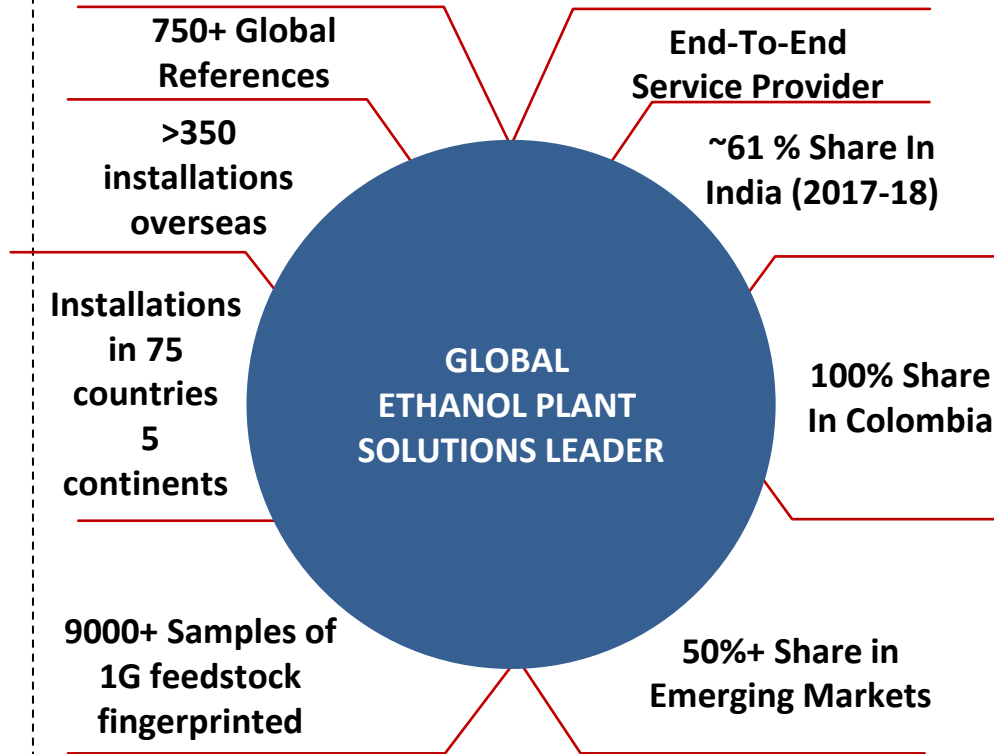 750+ Global
References
End-To-End
Service Provider
>350
installations
overseas
~61 % Share In
India (2017-18)
Installations
in 75
countries
5
continents
GLOBAL
ETHANOL PLANT
SOLUTIONS LEADER
100% Share
In Colombia
9000+ Samples of
1G feedstock
fingerprinted
50%+ Share in
Emerging Markets